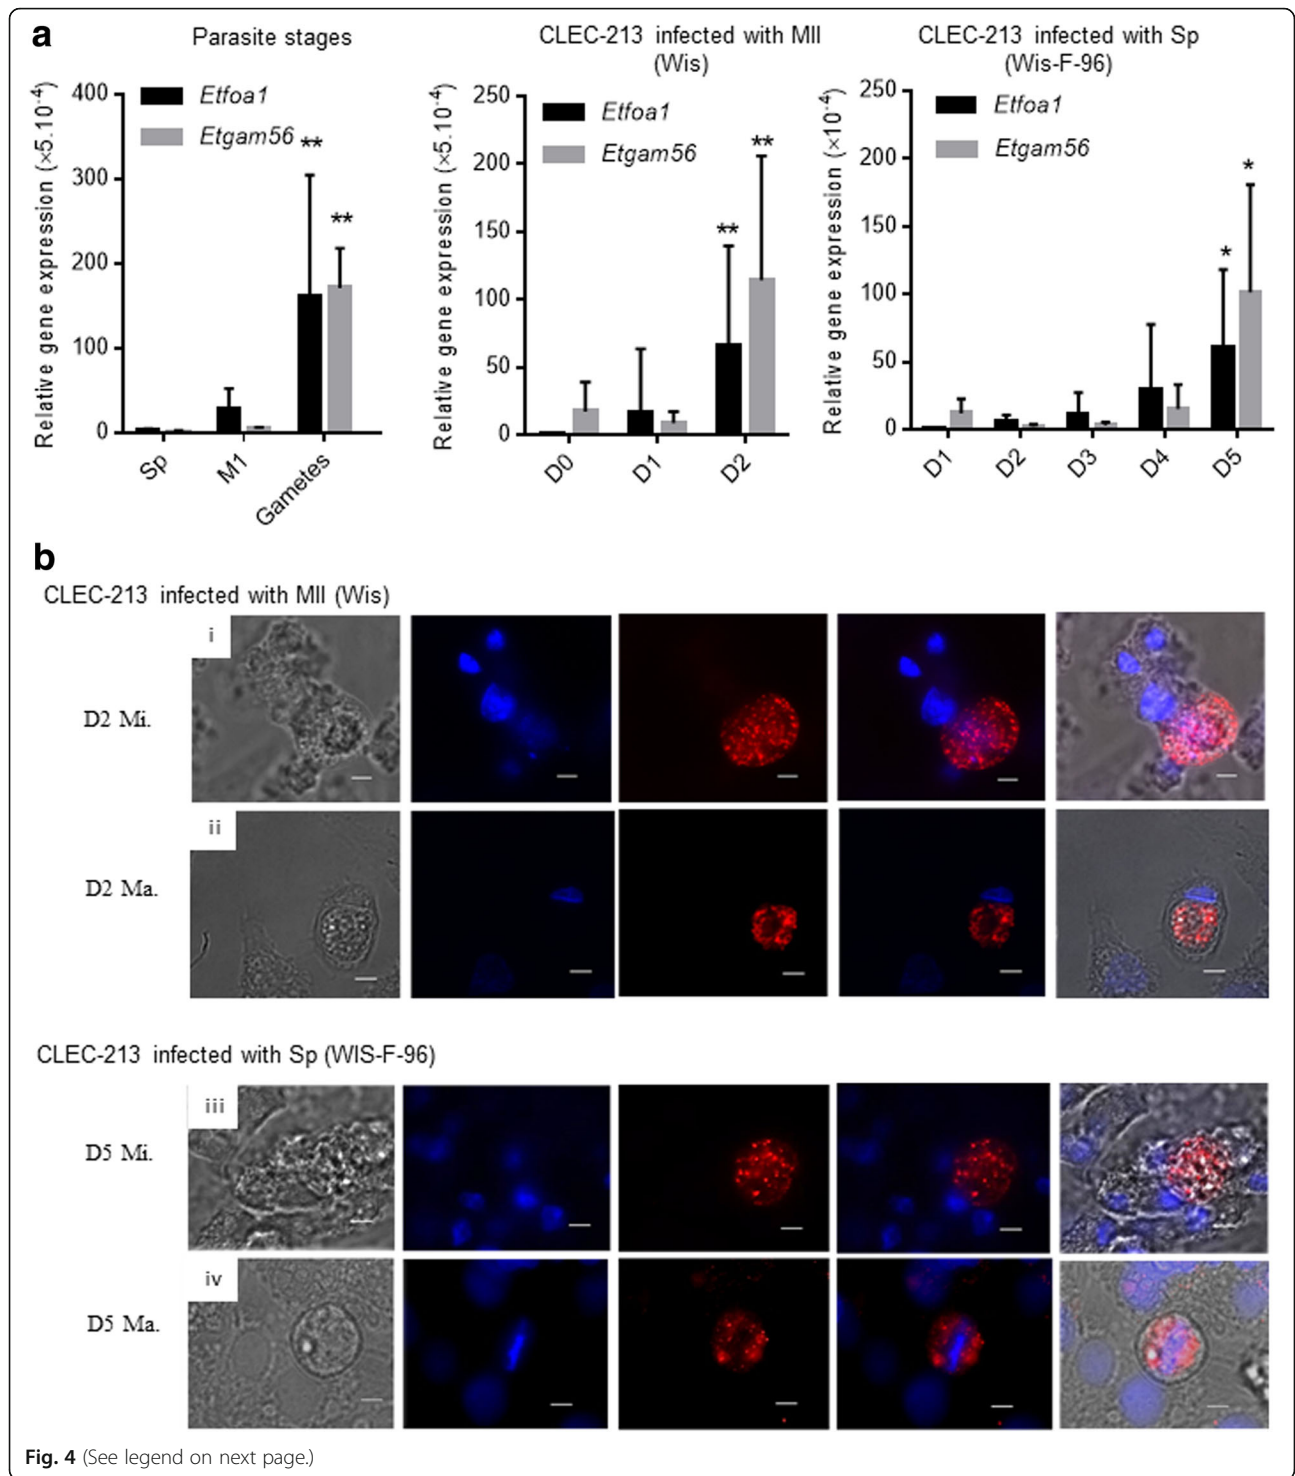 a
Parasite stages
Relative gene expression (×5.10⁻⁴)
400
300
200
100
0
Etfoa1
Etgam56
**
**
Sp
M1
Gametes
CLEC-213 infected with MII
(Wis)
Relative gene expression (×5.10⁻⁴)
250
200
150
100
50
0
Etfoa1
Etgam56
**
**
D0
D1
D2
CLEC-213 infected with Sp
(Wis-F-96)
Relative gene expression (×10⁻⁴)
250
200
150
100
50
0
Etfoa1
Etgam56
*
*
D1
D2
D3
D4
D5
b
CLEC-213 infected with MII (Wis)
i
D2 Mi.
ii
D2 Ma.
CLEC-213 infected with Sp (WIS-F-96)
iii
D5 Mi.
iv
D5 Ma.
Fig. 4 (See legend on next page.)